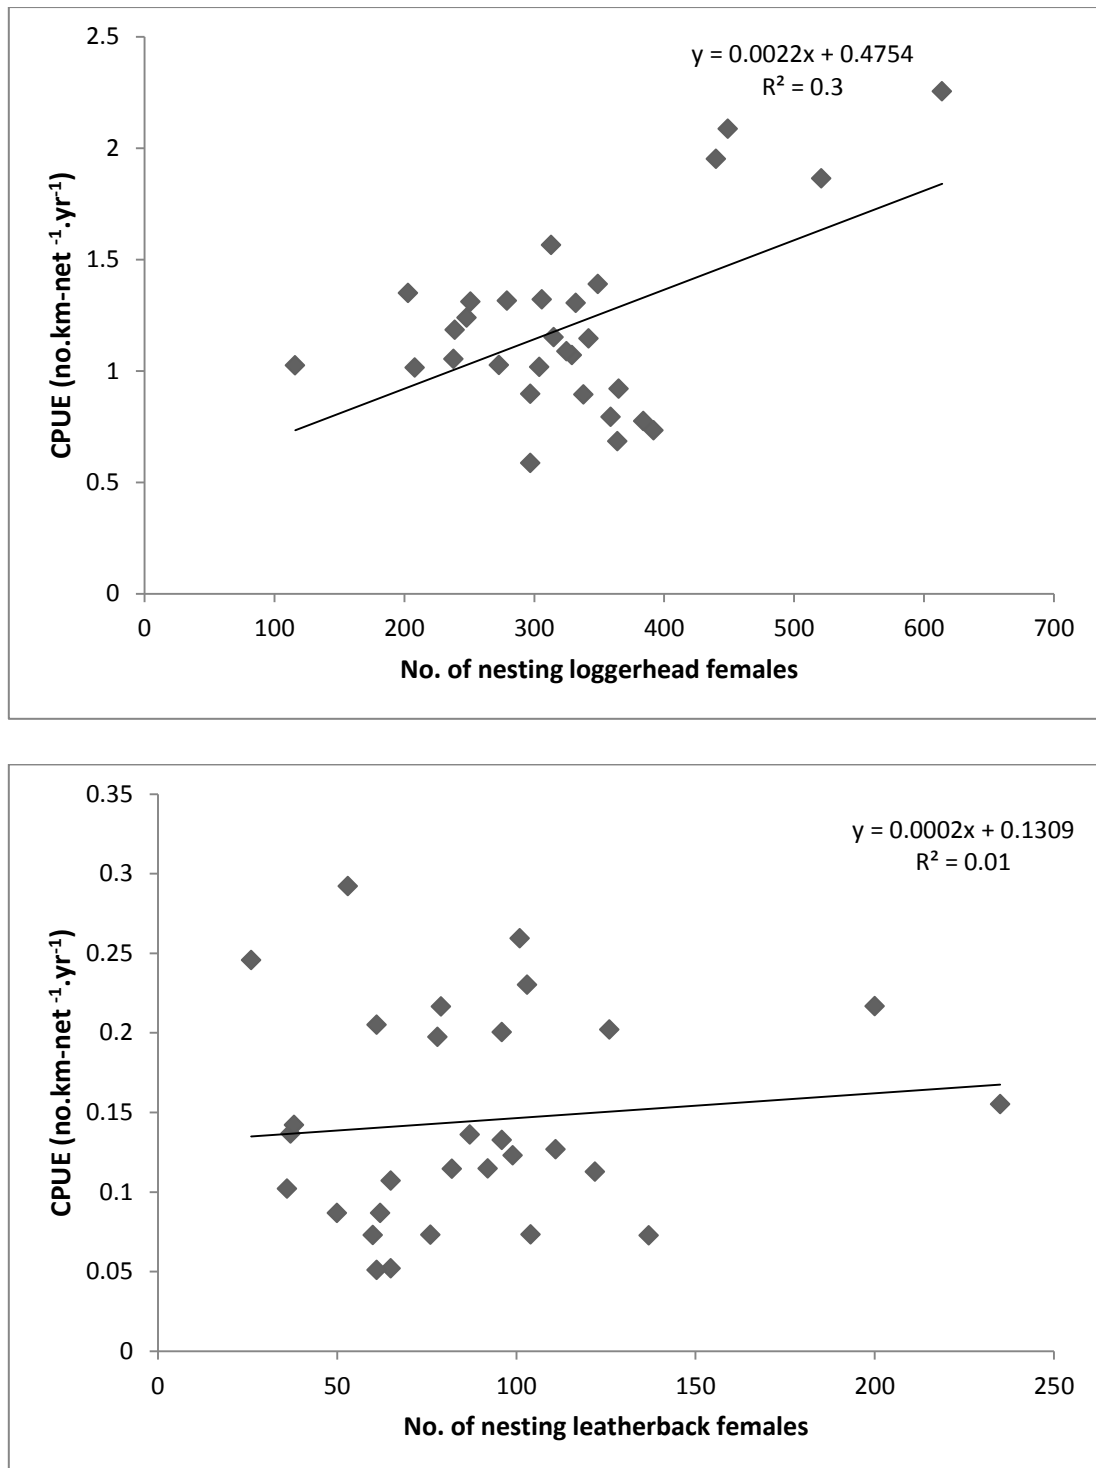 2.5
2
1.5
1
0.5
0
y = 0.0022x + 0.4754
R² = 0.3
CPUE (no.km-net ⁻¹.yr⁻¹)
0 100 200 300 400 500 600 700
No. of nesting loggerhead females
0.35
0.3
0.25
0.2
0.15
0.1
0.05
0
y = 0.0002x + 0.1309
R² = 0.01
CPUE (no.km-net ⁻¹.yr⁻¹)
0 50 100 150 200 250
No. of nesting leatherback females